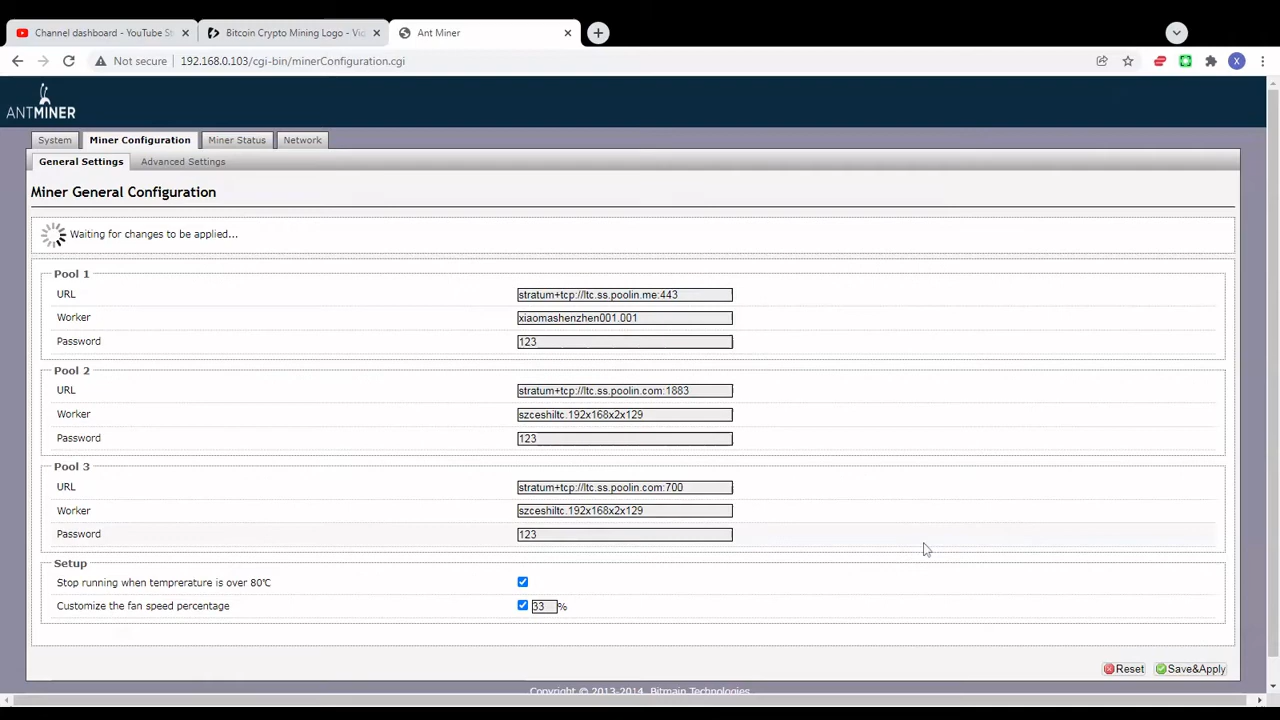 Channel dashboard - YouTube St
Bitcoin Crypto Mining Logo - Vid
Ant Miner
Not secure
192.168.0.103/cgi-bin/minerConfiguration.cgi
X
ANTMINER
System
Miner Configuration
Miner Status
Network
General Settings
Advanced Settings
Miner General Configuration
Waiting for changes to be applied...
Pool 1
URL
stratum+tcp://ltc.ss.poolin.me:443
Worker
xiaomashenzhen001.001
Password
123
Pool 2
URL
stratum+tcp://ltc.ss.poolin.com:1883
Worker
szceshiltc.192x168x2x129
Password
123
Pool 3
URL
stratum+tcp://ltc.ss.poolin.com:700
Worker
szceshiltc.192x168x2x129
Password
123
Setup
Stop running when temprerature is over 80℃
Customize the fan speed percentage
33 %
Reset
Save&Apply
Copyright © 2013-2014, Bitmain Technologies